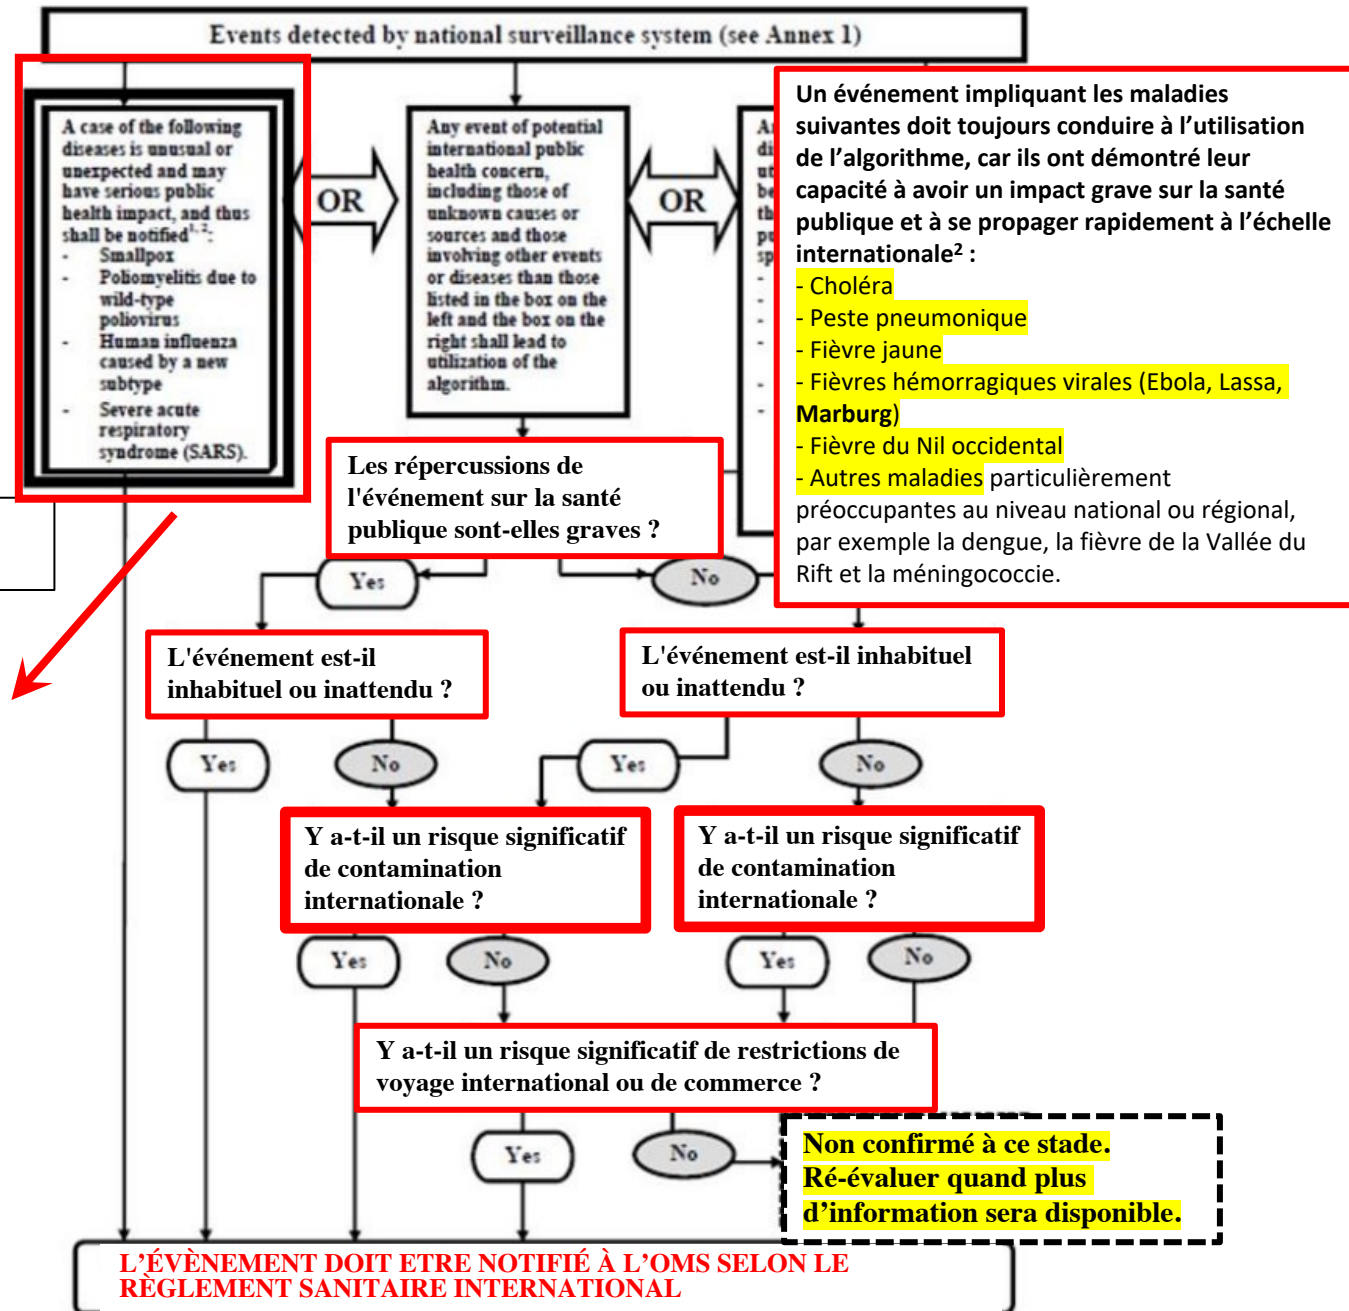 Events detected by national surveillance system (see Annex 1)
A case of the following
diseases is unusual or
unexpected and may
have serious public
health impact, and thus
shall be notified1, 2:
- Smallpox
- Poliomyelitis due to
wild-type
poliovirus
- Human influenza
caused by a new
subtype
- Severe acute
respiratory
syndrome (SARS).
OR
Any event of potential
international public
health concern,
including those of
unknown causes or
sources and those
involving other events
or diseases than those
listed in the box on the
left and the box on the
right shall lead to
utilization of the
algorithm.
OR
Un événement impliquant les maladies
suivantes doit toujours conduire à l’utilisation
de l’algorithme, car ils ont démontré leur
capacité à avoir un impact grave sur la santé
publique et à se propager rapidement à l’échelle
internationale2 :
- Choléra
- Peste pneumonique
- Fièvre jaune
- Fièvres hémorragiques virales (Ebola, Lassa,
Marburg)
- Fièvre du Nil occidental
- Autres maladies particulièrement
préoccupantes au niveau national ou régional,
par exemple la dengue, la fièvre de la Vallée du
Rift et la méningococcie.
Les répercussions de
l'événement sur la santé
publique sont-elles graves ?
Yes
No
L'événement est-il
inhabituel ou inattendu ?
L'événement est-il inhabituel
ou inattendu ?
Yes
No
Yes
No
Y a-t-il un risque significatif
de contamination
internationale ?
Y a-t-il un risque significatif
de contamination
internationale ?
Yes
No
Yes
No
Y a-t-il un risque significatif de restrictions de
voyage international ou de commerce ?
Yes
No
Non confirmé à ce stade.
Ré-évaluer quand plus
d’information sera disponible.
L’ÉVÈNEMENT DOIT ETRE NOTIFIÉ À L’OMS SELON LE
RÈGLEMENT SANITAIRE INTERNATIONAL